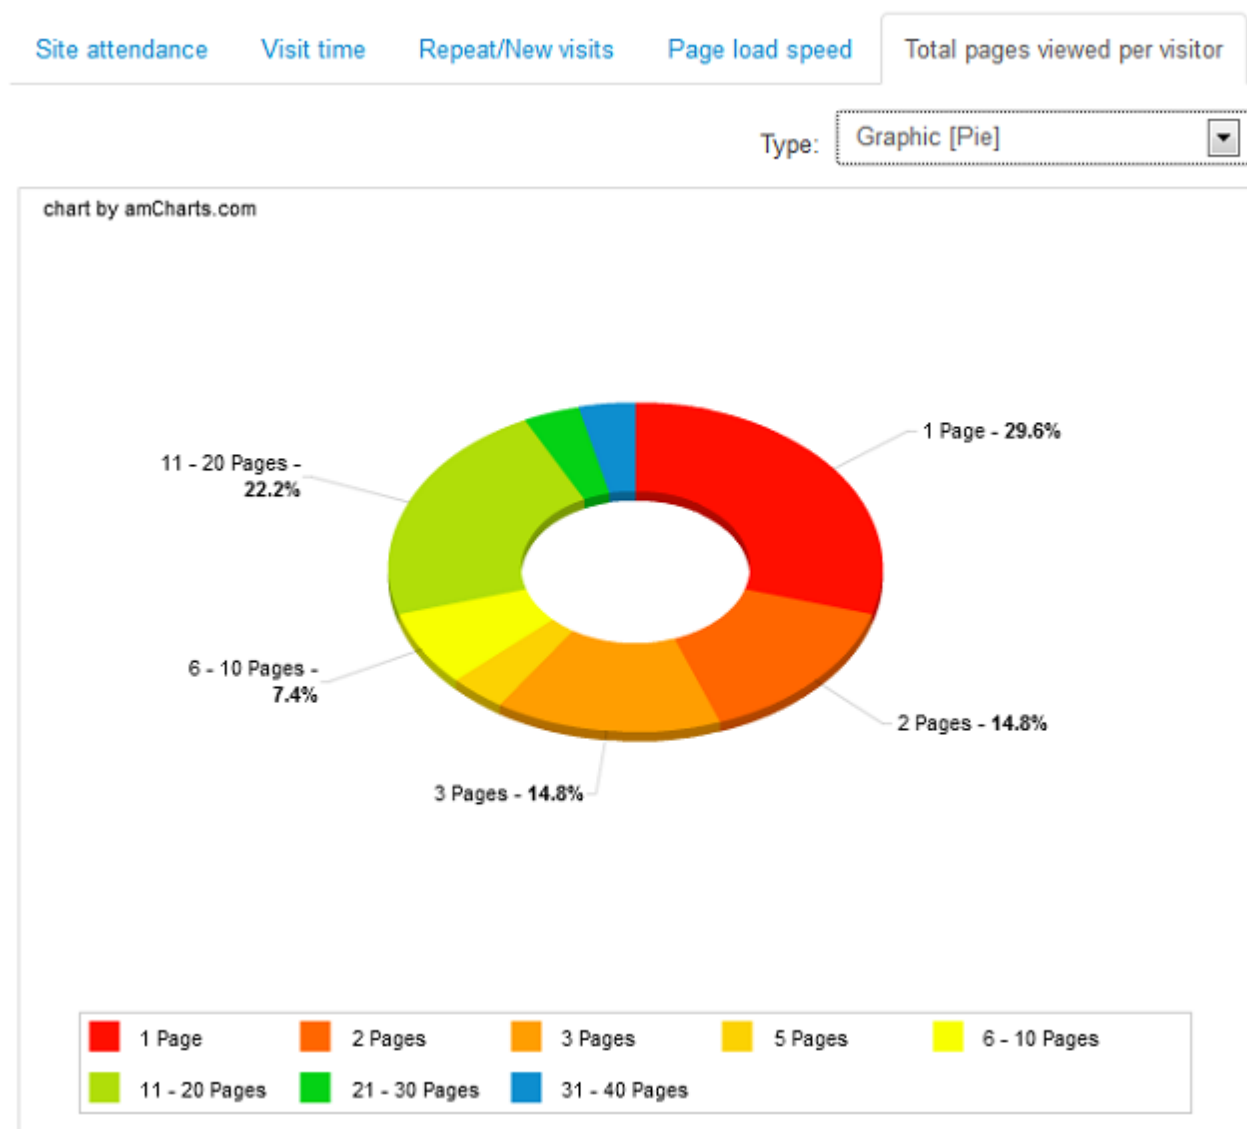 Site attendance Visit time Repeat/New visits Page load speed Total pages viewed per visitor
Type: Graphic [Pie]
chart by amCharts.com
1 Page - 29.6%
11 - 20 Pages -
22.2%
6 - 10 Pages -
7.4%
2 Pages - 14.8%
3 Pages - 14.8%
1 Page 2 Pages 3 Pages 5 Pages 6 - 10 Pages
11 - 20 Pages 21 - 30 Pages 31 - 40 Pages